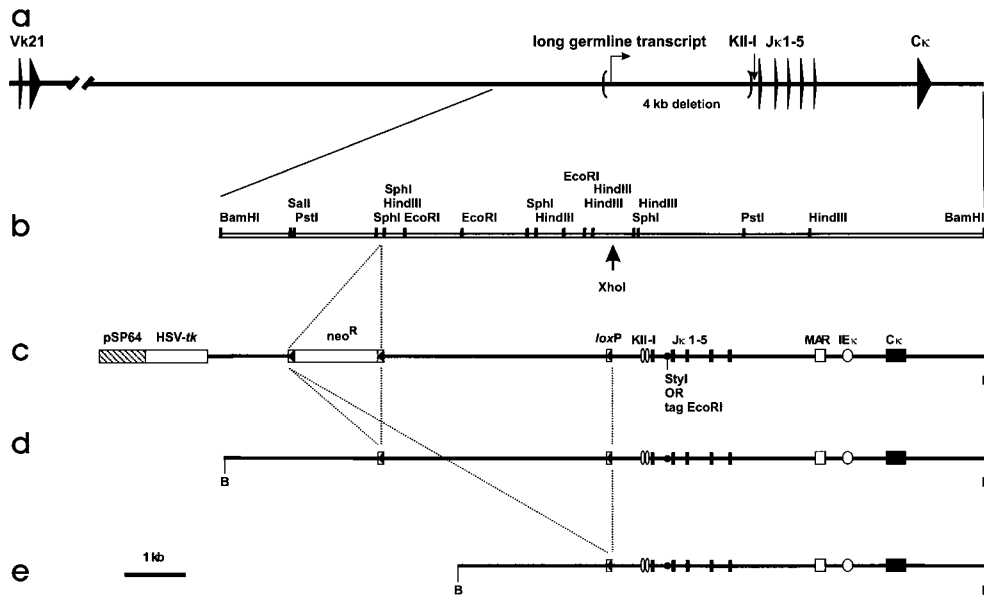 a
Vk21
long germline transcript
KII-I
Jκ1-5
Cκ
4 kb deletion
b
BamHI
SalI
PstI
SphI
HindIII
SphI
EcoRI
EcoRI
SphI
HindIII
EcoRI
HindIII
HindIII
HindIII
SphI
PstI
HindIII
BamHI
XhoI
c
pSP64
HSV-tk
neoR
loxP
KII-I
Jκ 1-5
MAR
IEκ
Cκ
StyI
OR
tag EcoRI
d
B
e
1kb
B